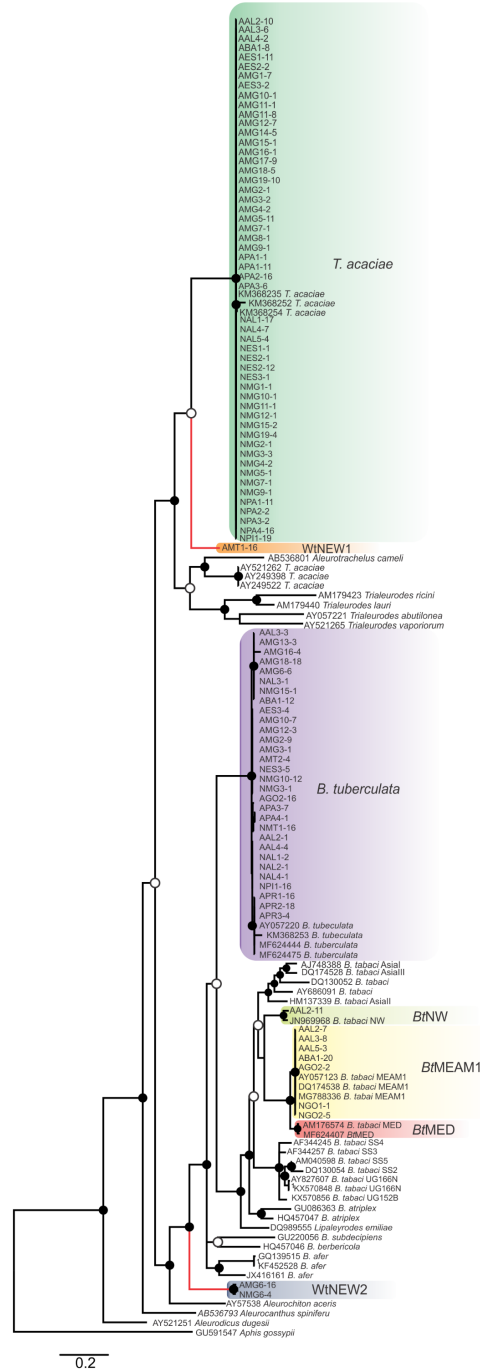 AAL2-10
AAL3-6
AAL4-2
ABA1-8
AES1-11
AES2-2
AMG1-7
AES3-2
AMG10-1
AMG11-1
AMG11-8
AMG12-7
AMG14-5
AMG15-1
AMG16-1
AMG17-9
AMG18-5
AMG19-10
AMG2-1
AMG3-2
AMG4-2
AMG5-11
AMG7-1
AMG8-1
AMG9-1
APA1-1
T. acaciae
APA1-11
APA2-16
APA3-6
KM368235 T. acaciae
KM368252 T. acaciae
KM368254 T. acaciae
NAL1-17
NAL4-7
NAL5-4
NES1-1
NES2-1
NES2-12
NES3-1
NMG1-1
NMG10-1
NMG11-1
NMG12-1
NMG15-2
NMG19-4
NMG2-1
NMG3-3
NMG4-2
NMG5-1
NMG7-1
NMG9-1
NPA1-11
NPA2-2
NPA3-2
NPA4-16
NPI1-19
AMT1-16 WtNEW1
AB536801 Aleurotrachelus cameli
AY521262 T. acaciae
AY249398 T. acaciae
AY249522 T. acaciae
AM179423 Trialeurodes ricini
AM179440 Trialeurodes lauri
AY057221 Trialeurodes abutilonea
AY521265 Trialeurodes vaporiorum
AAL3-3
AMG13-3
AMG16-4
AMG18-18
AMG6-6
NAL3-1
NMG15-1
ABA1-12
AES3-4
AMG10-7
AMG12-3
AMG2-9
AMG3-1
AMT2-4
NES3-5
NMG10-12
NMG3-1 B. tuberculata
AGO2-16
APA3-7
APA4-1
NMT1-16
AAL2-1
AAL4-4
NAL1-2
NAL2-1
NAL4-1
NPI1-16
APR1-16
APR2-18
APR3-4
AY057220 B. tubeculata
KM368253 B. tubeculata
MF624444 B. tuberculata
MF624475 B. tuberculata
AJ748388 B. tabaci AsiaI
DQ174528 B. tabaci AsiaIII
DQ130052 B. tabaci
AY686091 B. tabaci
HM137339 B. tabaci AsiaII
AAL2-11 BtNW
JN969968 B. tabaci NW
AAL2-7
AAL3-8
AAL5-3
ABA1-20
AGO2-2 BtMEAM1
AY057123 B. tabaci MEAM1
DQ174538 B. tabaci MEAM1
MG788336 B. tabai MEAM1
NGO1-1
NGO2-5
AM176574 B. tabaci MED BtMED
MF624407 BtMED
AF344245 B. tabaci SS4
AF344257 B. tabaci SS3
AM040598 B. tabaci SS5
DQ130054 B. tabaci SS2
AY827607 B. tabaci UG166N
KX570848 B. tabaci UG166N
KX570856 B. tabaci UG152B
GU086363 B. atriplex
HQ457047 B. atriplex
DQ989555 Lipaleyrodes emiliae
GU220056 B. subdecipiens
HQ457046 B. berbericola
GQ139515 B. afer
KF452528 B. afer
JX416161 B. afer
AMG6-16 WtNEW2
NMG6-4
AY57538 Aleurochiton aceris
AB536793 Aleurocanthus spiniferu
AY521251 Aleurodicus dugesii
GU591547 Aphis gossypii
0.2